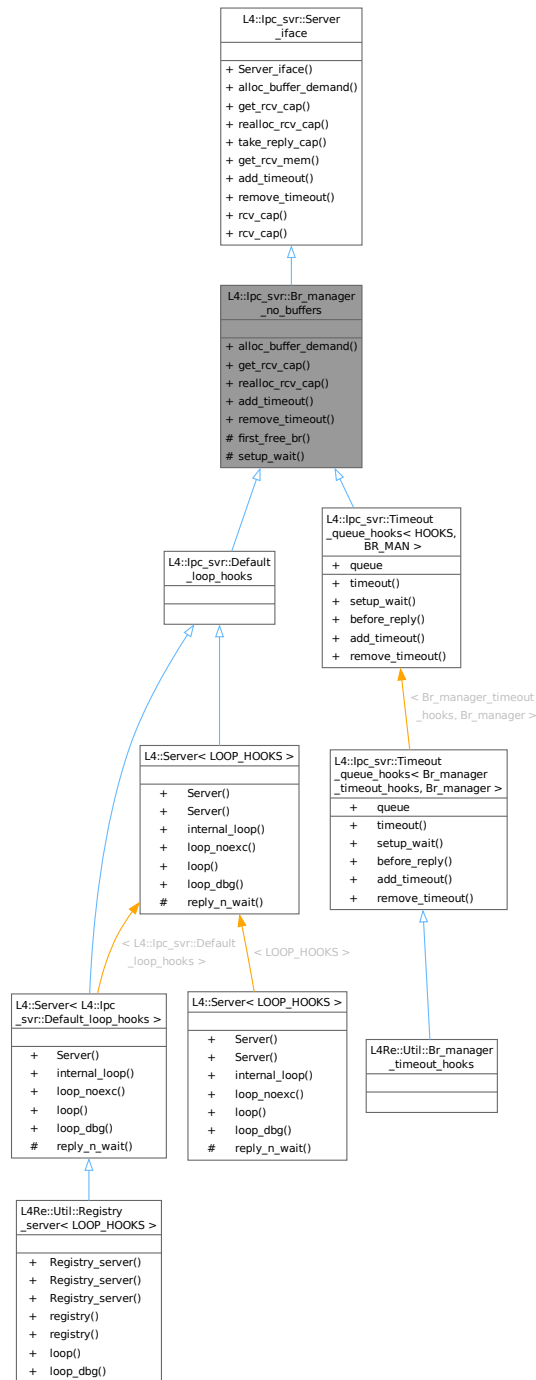 L4::Ipc_svr::Server
_iface
+ Server_iface()
+ alloc_buffer_demand()
+ get_rcv_cap()
+ realloc_rcv_cap()
+ take_reply_cap()
+ get_rcv_mem()
+ add_timeout()
+ remove_timeout()
+ rcv_cap()
+ rcv_cap()
L4::Ipc_svr::Br_manager
_no_buffers
+ alloc_buffer_demand()
+ get_rcv_cap()
+ realloc_rcv_cap()
+ add_timeout()
+ remove_timeout()
# first_free_br()
# setup_wait()
L4::Ipc_svr::Default
_loop_hooks
L4::Ipc_svr::Timeout
_queue_hooks< HOOKS,
BR_MAN >
+ queue
+ timeout()
+ setup_wait()
+ before_reply()
+ add_timeout()
+ remove_timeout()
< Br_manager_timeout
_hooks, Br_manager >
L4::Server< LOOP_HOOKS >
+ Server()
+ Server()
+ internal_loop()
+ loop_noexc()
+ loop()
+ loop_dbg()
# reply_n_wait()
L4::Ipc_svr::Timeout
_queue_hooks< Br_manager
_timeout_hooks, Br_manager >
+ queue
+ timeout()
+ setup_wait()
+ before_reply()
+ add_timeout()
+ remove_timeout()
< L4::Ipc_svr::Default
_loop_hooks >
< LOOP_HOOKS >
L4::Server< L4::Ipc
_svr::Default_loop_hooks >
+ Server()
+ internal_loop()
+ loop_noexc()
+ loop()
+ loop_dbg()
# reply_n_wait()
L4::Server< LOOP_HOOKS >
+ Server()
+ Server()
+ internal_loop()
+ loop_noexc()
+ loop()
+ loop_dbg()
# reply_n_wait()
L4Re::Util::Br_manager
_timeout_hooks
L4Re::Util::Registry
_server< LOOP_HOOKS >
+ Registry_server()
+ Registry_server()
+ Registry_server()
+ registry()
+ registry()
+ loop()
+ loop_dbg()